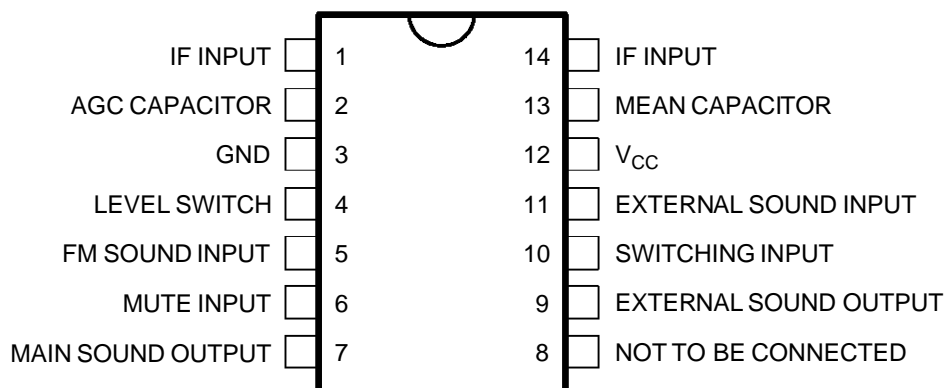 IF INPUT 1 14 IF INPUT
AGC CAPACITOR 2 13 MEAN CAPACITOR
GND 3 12 VCC
LEVEL SWITCH 4 11 EXTERNAL SOUND INPUT
FM SOUND INPUT 5 10 SWITCHING INPUT
MUTE INPUT 6 9 EXTERNAL SOUND OUTPUT
MAIN SOUND OUTPUT 7 8 NOT TO BE CONNECTED